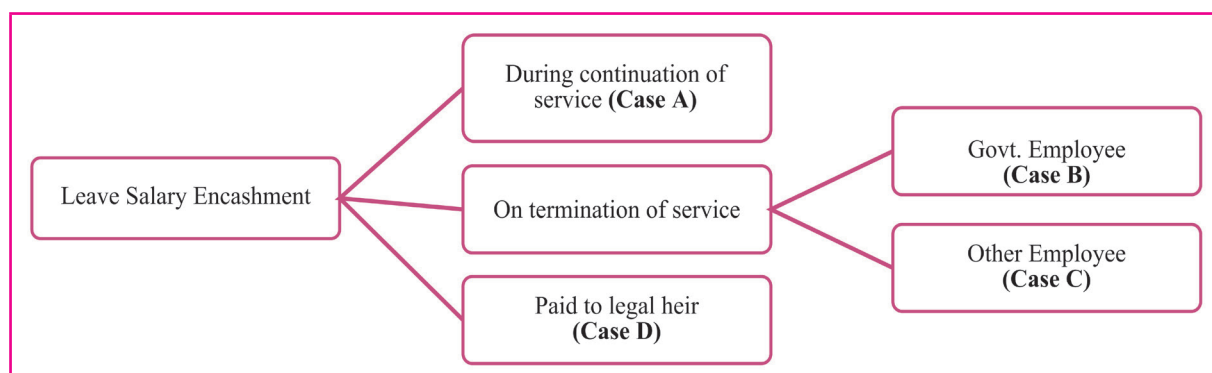 Leave Salary Encashment
During continuation of
service (Case A)
On termination of service
Paid to legal heir
(Case D)
Govt. Employee
(Case B)
Other Employee
(Case C)